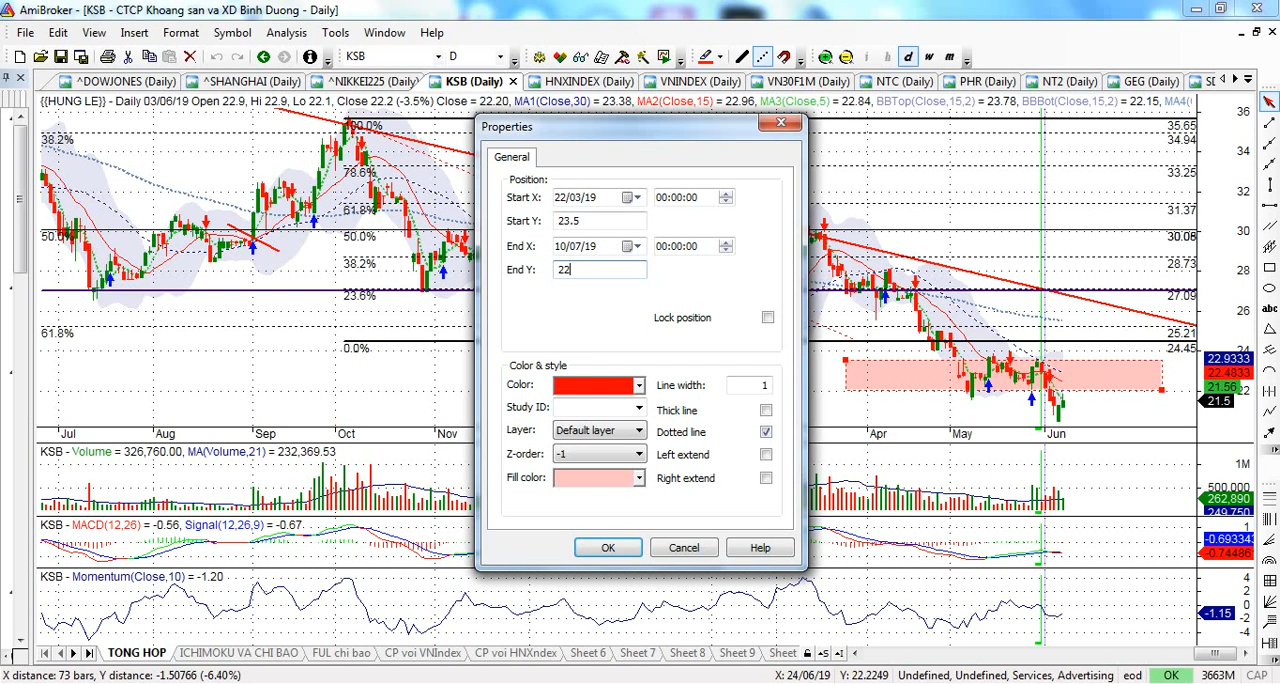 AmiBroker - [KSB - CTCP Khoang san va XD Binh Duong - Daily]
File Edit View Insert Format Symbol Analysis Tools Window Help
KSB D i h d w m
^DOWJONES (Daily) ^SHANGHAI (Daily) ^NIKKEI225 (Daily) KSB (Daily) HNXINDEX (Daily) VNINDEX (Daily) VN30F1M (Daily) NTC (Daily) PHR (Daily) NT2 (Daily) GEG (Daily)
{{HUNG LE}} - Daily 03/06/19 Open 22.9, Hi 22.9, Lo 22.1, Close 22.2 (-3.5%) Close = 22.20, MA1(Close,30) = 23.38, MA2(Close,15) = 22.96, MA3(Close,5) = 22.84, BBTop(Close,15,2) = 23.78, BBBot(Close,15,2) = 22.15, MA4(
38.2%
50.0%
61.8%
100.0%
78.6%
61.8%
50.0%
38.2%
23.6%
0.0%
35.65
34.94
33.25
31.37
30.06
28.73
27.09
25.21
24.45
36
34
32
30
28
26
22.9333
22.4833
21.56
22
21.5
Jul Aug Sep Oct Nov Apr May Jun
Properties
General
Position:
Start X: 22/03/19 00:00:00
Start Y: 23.5
End X: 10/07/19 00:00:00
End Y: 22
Lock position
Color & style
Color: Line width: 1
Study ID: Thick line
Layer: Default layer Dotted line
Z-order: -1 Left extend
Fill color: Right extend
OK Cancel Help
KSB - Volume = 326,760.00, MA(Volume,21) = 232,369.53
1M
500,000
262,890
249,750
KSB - MACD(12,26) = -0.56, Signal(12,26,9) = -0.67
1
-0.693343
-0.74486
KSB - Momentum(Close,10) = -1.20
4
2
0
-1.15
-2
-4
TONG HOP ICHIMOKU VA CHI BAO FUL chi bao CP voi VNIndex CP voi HNXindex Sheet 6 Sheet 7 Sheet 8 Sheet 9 Sheet
X distance: 73 bars, Y distance: -1.50766 (-6.40%) X: 24/06/19 Y: 22.2249 Undefined, Undefined, Services, Advertising eod OK 3663M CAP
abc